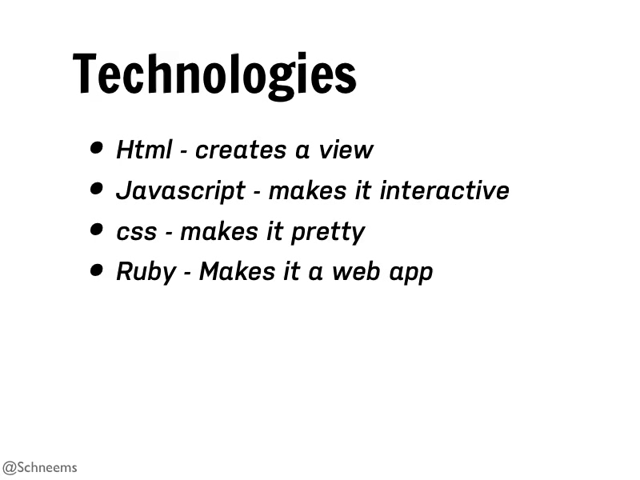 Technologies
• Html - creates a view
• Javascript - makes it interactive
• css - makes it pretty
• Ruby - Makes it a web app
@Schneems